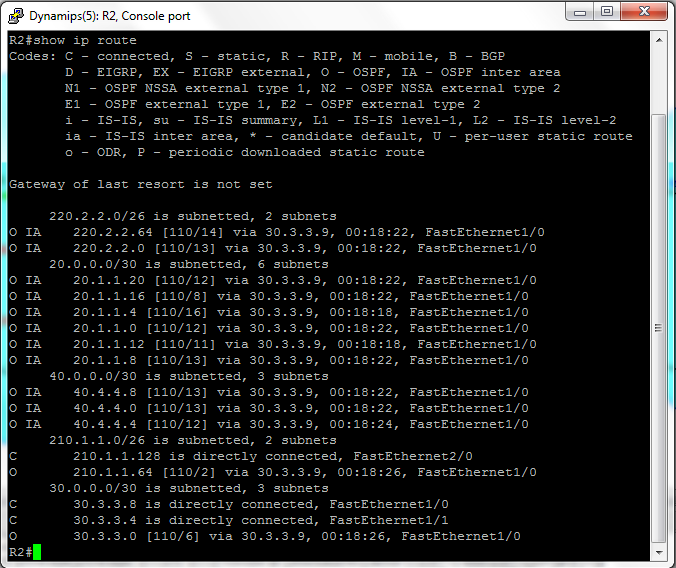 Dynamips(5): R2, Console port
R2#show ip route
Codes: C - connected, S - static, R - RIP, M - mobile, B - BGP
       D - EIGRP, EX - EIGRP external, O - OSPF, IA - OSPF inter area
       N1 - OSPF NSSA external type 1, N2 - OSPF NSSA external type 2
       E1 - OSPF external type 1, E2 - OSPF external type 2
       i - IS-IS, su - IS-IS summary, L1 - IS-IS level-1, L2 - IS-IS level-2
       ia - IS-IS inter area, * - candidate default, U - per-user static route
       o - ODR, P - periodic downloaded static route
Gateway of last resort is not set
     220.2.2.0/26 is subnetted, 2 subnets
O IA    220.2.2.64 [110/14] via 30.3.3.9, 00:18:22, FastEthernet1/0
O IA    220.2.2.0 [110/13] via 30.3.3.9, 00:18:22, FastEthernet1/0
     20.0.0.0/30 is subnetted, 6 subnets
O IA    20.1.1.20 [110/12] via 30.3.3.9, 00:18:22, FastEthernet1/0
O IA    20.1.1.16 [110/8] via 30.3.3.9, 00:18:22, FastEthernet1/0
O IA    20.1.1.4 [110/16] via 30.3.3.9, 00:18:18, FastEthernet1/0
O IA    20.1.1.0 [110/12] via 30.3.3.9, 00:18:22, FastEthernet1/0
O IA    20.1.1.12 [110/11] via 30.3.3.9, 00:18:18, FastEthernet1/0
O IA    20.1.1.8 [110/13] via 30.3.3.9, 00:18:22, FastEthernet1/0
     40.0.0.0/30 is subnetted, 3 subnets
O IA    40.4.4.8 [110/13] via 30.3.3.9, 00:18:22, FastEthernet1/0
O IA    40.4.4.0 [110/13] via 30.3.3.9, 00:18:22, FastEthernet1/0
O IA    40.4.4.4 [110/12] via 30.3.3.9, 00:18:24, FastEthernet1/0
     210.1.1.0/26 is subnetted, 2 subnets
C       210.1.1.128 is directly connected, FastEthernet2/0
O       210.1.1.64 [110/2] via 30.3.3.9, 00:18:26, FastEthernet1/0
     30.0.0.0/30 is subnetted, 3 subnets
C       30.3.3.8 is directly connected, FastEthernet1/0
C       30.3.3.4 is directly connected, FastEthernet1/1
O       30.3.3.0 [110/6] via 30.3.3.9, 00:18:26, FastEthernet1/0
R2#